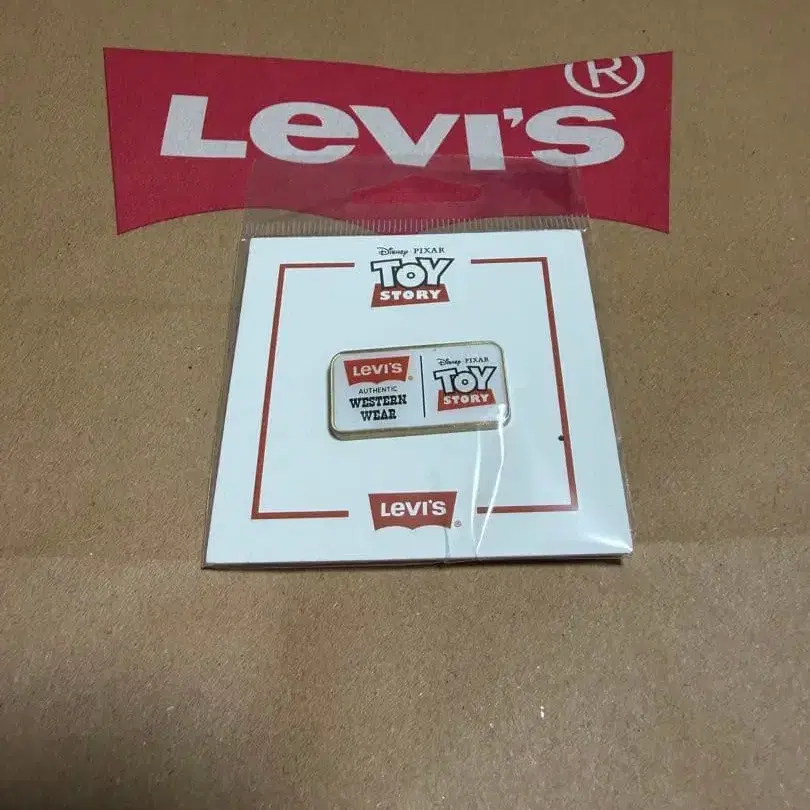 LEVI'S®
Disney·PIXAR
TOY
STORY
LEVI'S®
AUTHENTIC
WESTERN
WEAR
Disney·PIXAR
TOY
STORY
LEVI'S®